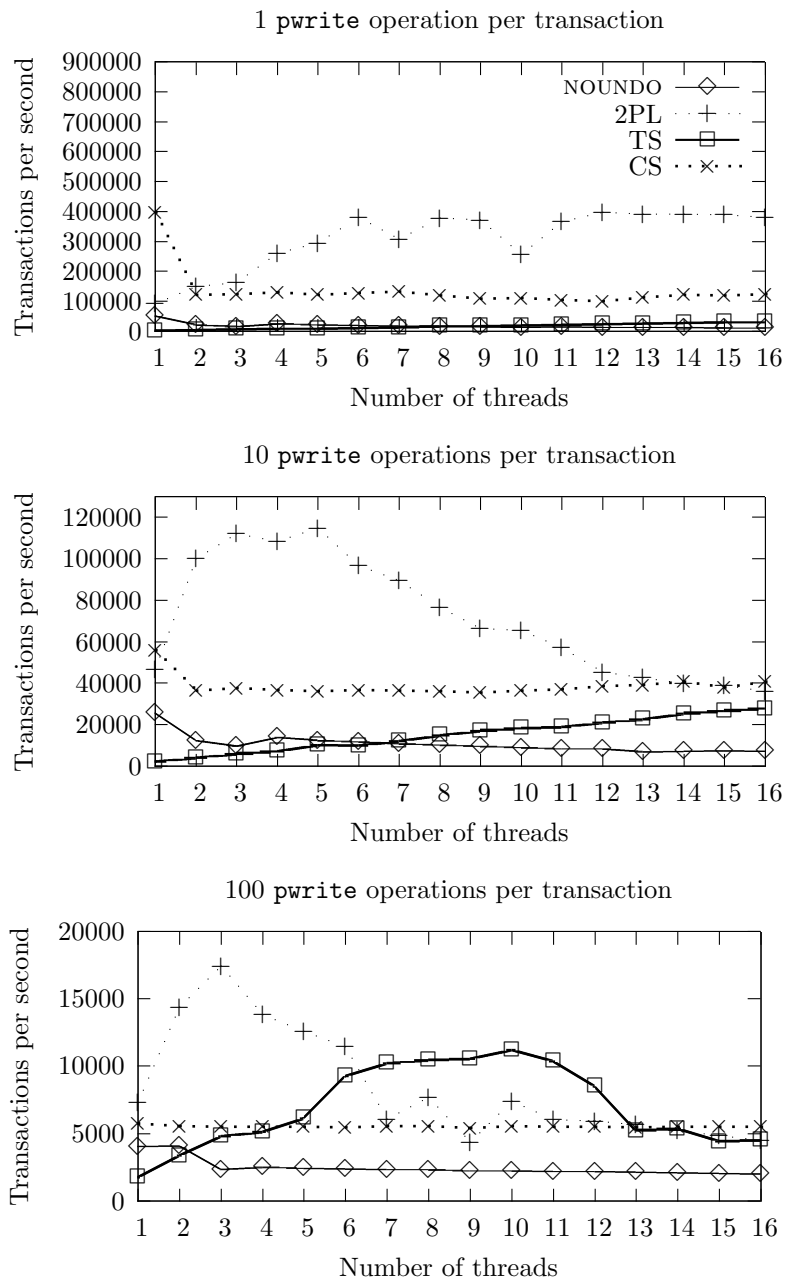 1 pwrite operation per transaction
Transactions per second
900000
800000
700000
600000
500000
400000
300000
200000
100000
0
NOUNDO
2PL
TS
CS
1 2 3 4 5 6 7 8 9 10 11 12 13 14 15 16
Number of threads
10 pwrite operations per transaction
Transactions per second
120000
100000
80000
60000
40000
20000
0
1 2 3 4 5 6 7 8 9 10 11 12 13 14 15 16
Number of threads
100 pwrite operations per transaction
Transactions per second
20000
15000
10000
5000
0
1 2 3 4 5 6 7 8 9 10 11 12 13 14 15 16
Number of threads